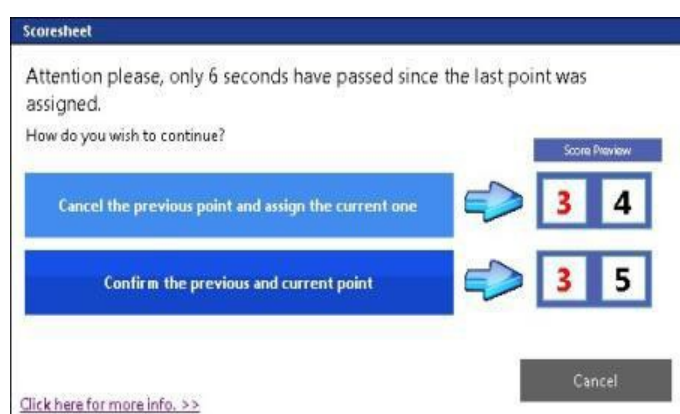 Scoresheet
Attention please, only 6 seconds have passed since the last point was
assigned.
How do you wish to continue?
Score Preview
Cancel the previous point and assign the current one
3 4
Confirm the previous and current point
3 5
Cancel
Click here for more info. >>